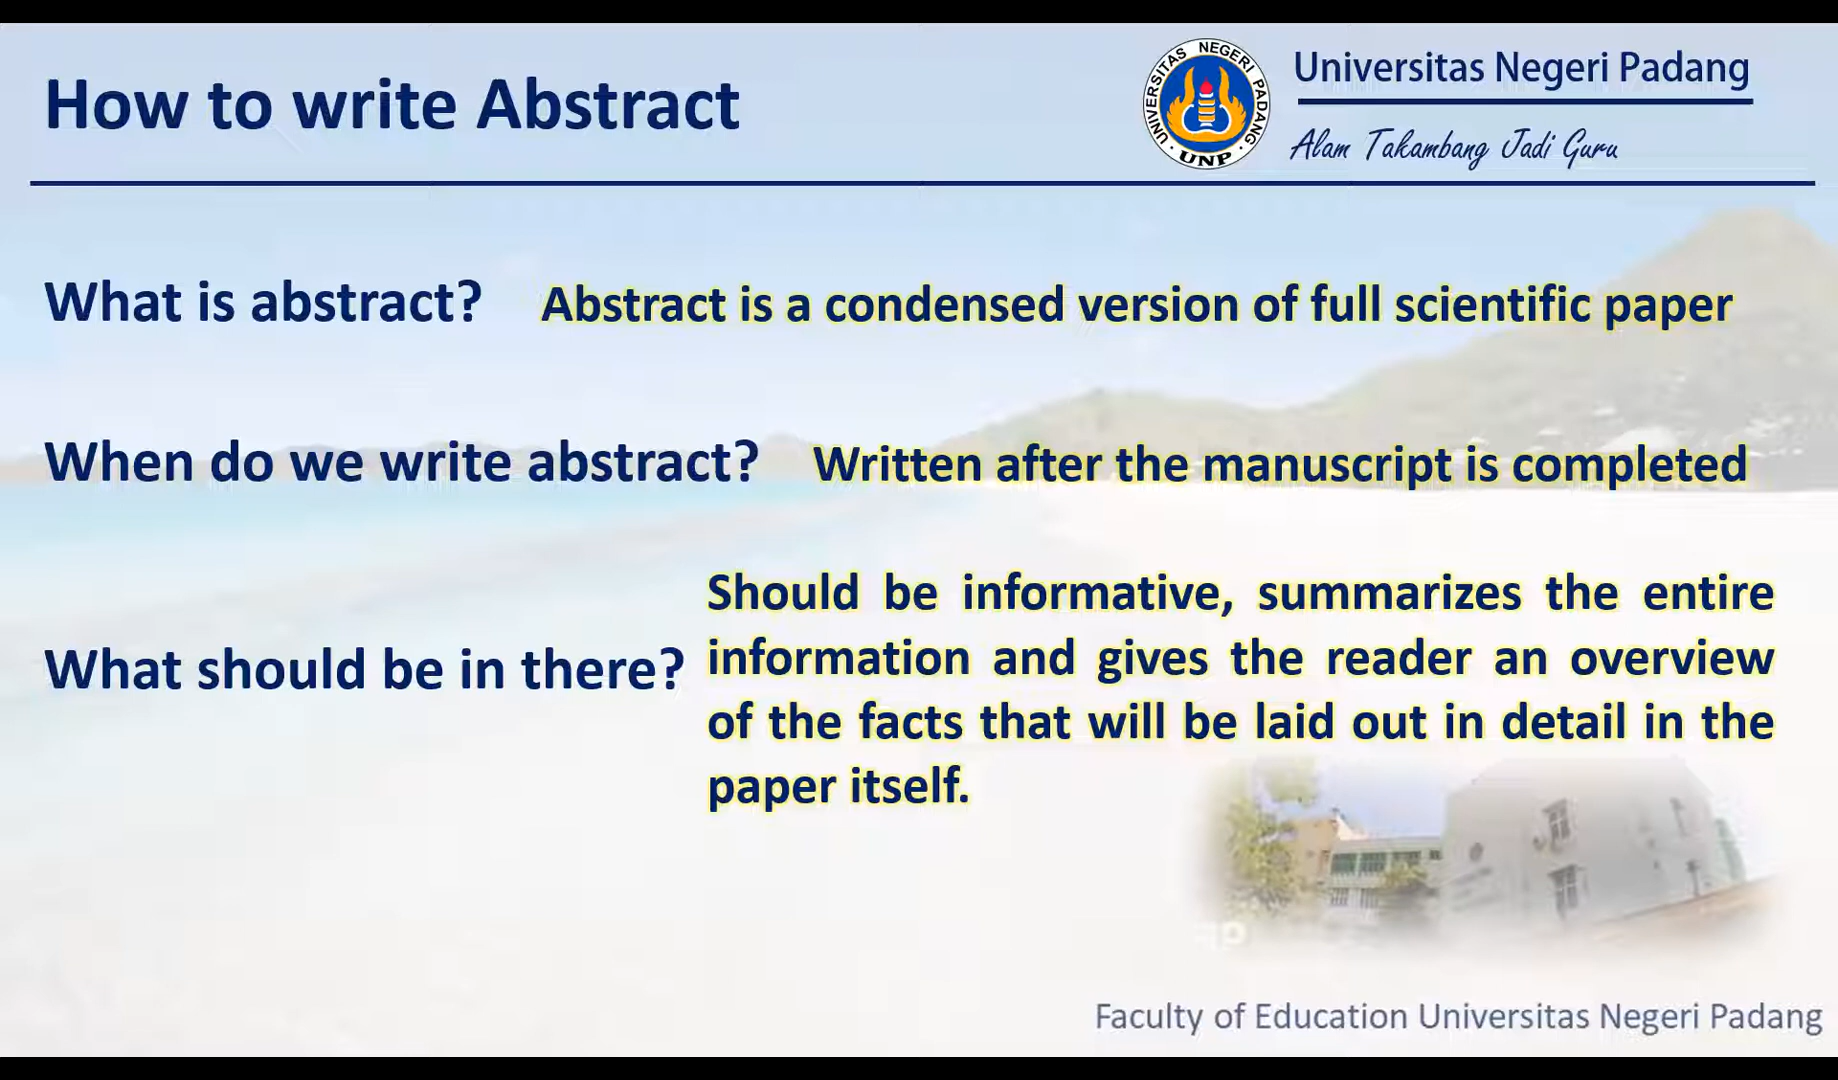 How to write Abstract
UNIVERSITAS NEGERI PADANG
UNP
Universitas Negeri Padang
Alam Takambang Jadi Guru
What is abstract? Abstract is a condensed version of full scientific paper
When do we write abstract? Written after the manuscript is completed
What should be in there?
Should be informative, summarizes the entire
information and gives the reader an overview
of the facts that will be laid out in detail in the
paper itself.
Faculty of Education Universitas Negeri Padang